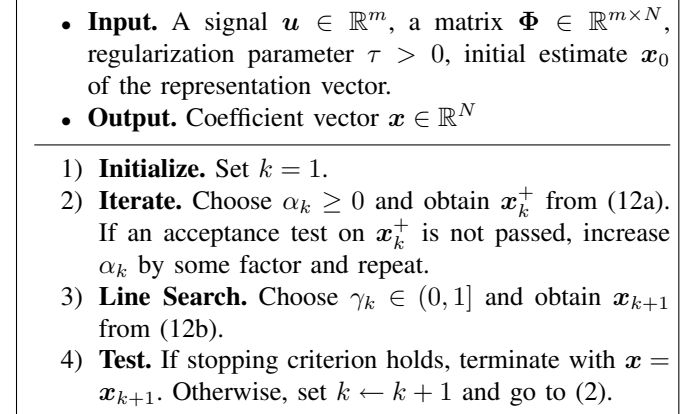 • Input. A signal u ∈ ℝ^m, a matrix Φ ∈ ℝ^{m×N},
regularization parameter τ > 0, initial estimate x_0
of the representation vector.
• Output. Coefficient vector x ∈ ℝ^N
1) Initialize. Set k = 1.
2) Iterate. Choose α_k ≥ 0 and obtain x_k^+ from (12a).
If an acceptance test on x_k^+ is not passed, increase
α_k by some factor and repeat.
3) Line Search. Choose γ_k ∈ (0, 1] and obtain x_{k+1}
from (12b).
4) Test. If stopping criterion holds, terminate with x =
x_{k+1}. Otherwise, set k ← k + 1 and go to (2).